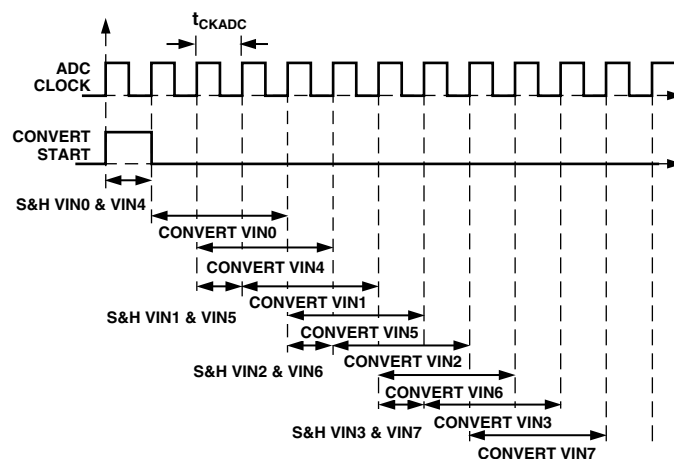 tCKADC
ADC
CLOCK
CONVERT
START
S&H VIN0 & VIN4
CONVERT VIN0
CONVERT VIN4
S&H VIN1 & VIN5
CONVERT VIN1
CONVERT VIN5
S&H VIN2 & VIN6
CONVERT VIN2
CONVERT VIN6
S&H VIN3 & VIN7
CONVERT VIN3
CONVERT VIN7